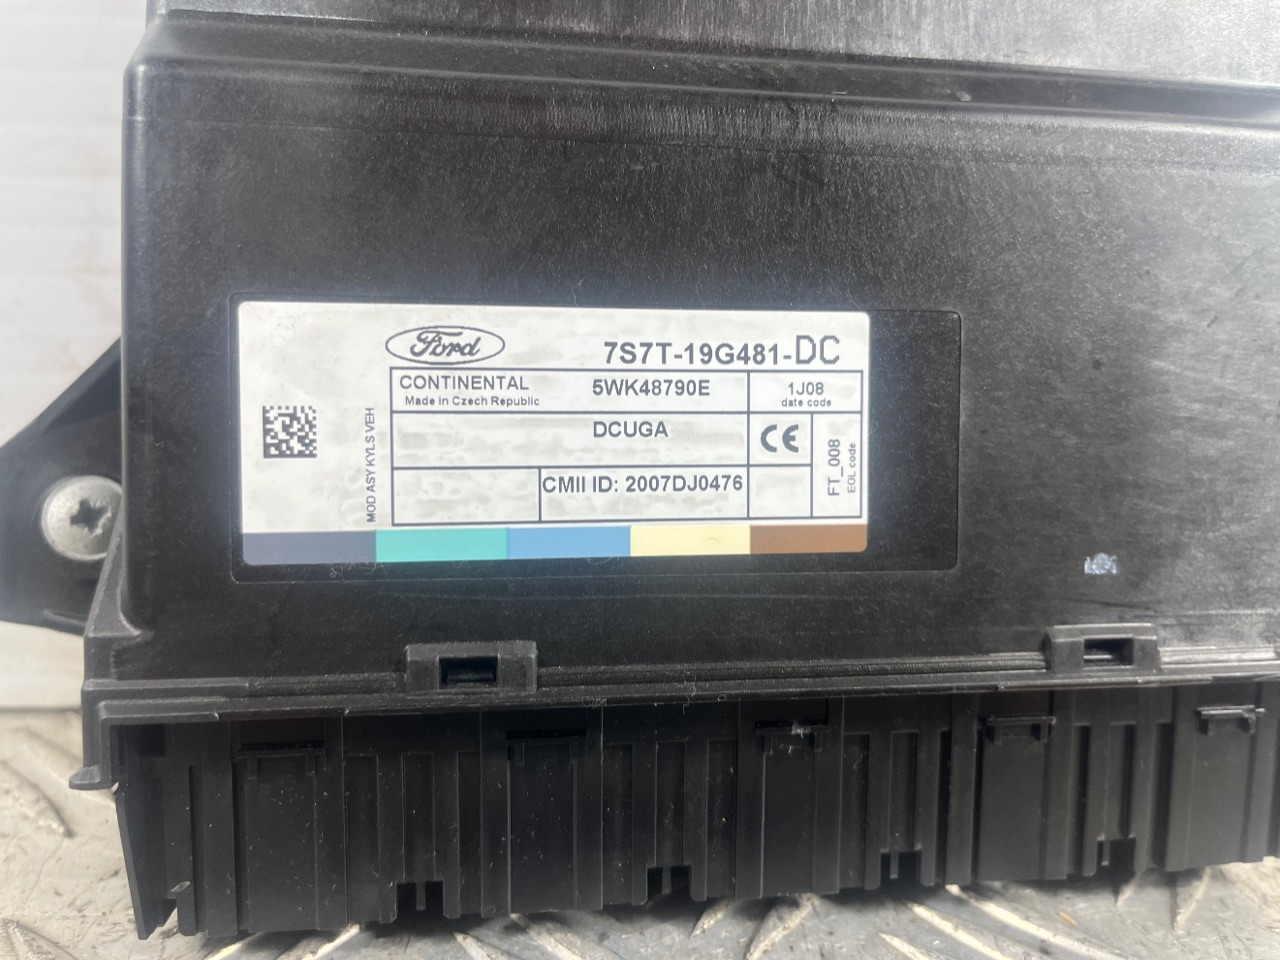 Ford
7S7T-19G481-DC
CONTINENTAL
Made in Czech Republic
5WK48790E
1J08
date code
DCUGA
CE
CMII ID: 2007DJ0476
MOD ASY KYLS VEH
FT_008
EOL code